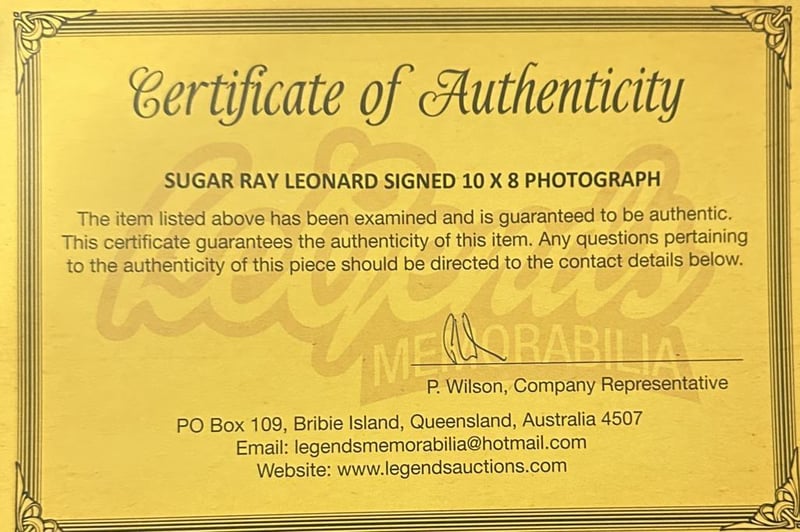 Certificate of Authenticity
SUGAR RAY LEONARD SIGNED 10 X 8 PHOTOGRAPH
The item listed above has been examined and is guaranteed to be authentic.
This certificate guarantees the authenticity of this item. Any questions pertaining
to the authenticity of this piece should be directed to the contact details below.
Legends
MEMORABILIA
P. Wilson, Company Representative
PO Box 109, Bribie Island, Queensland, Australia 4507
Email: legendsmemorabilia@hotmail.com
Website: www.legendsauctions.com